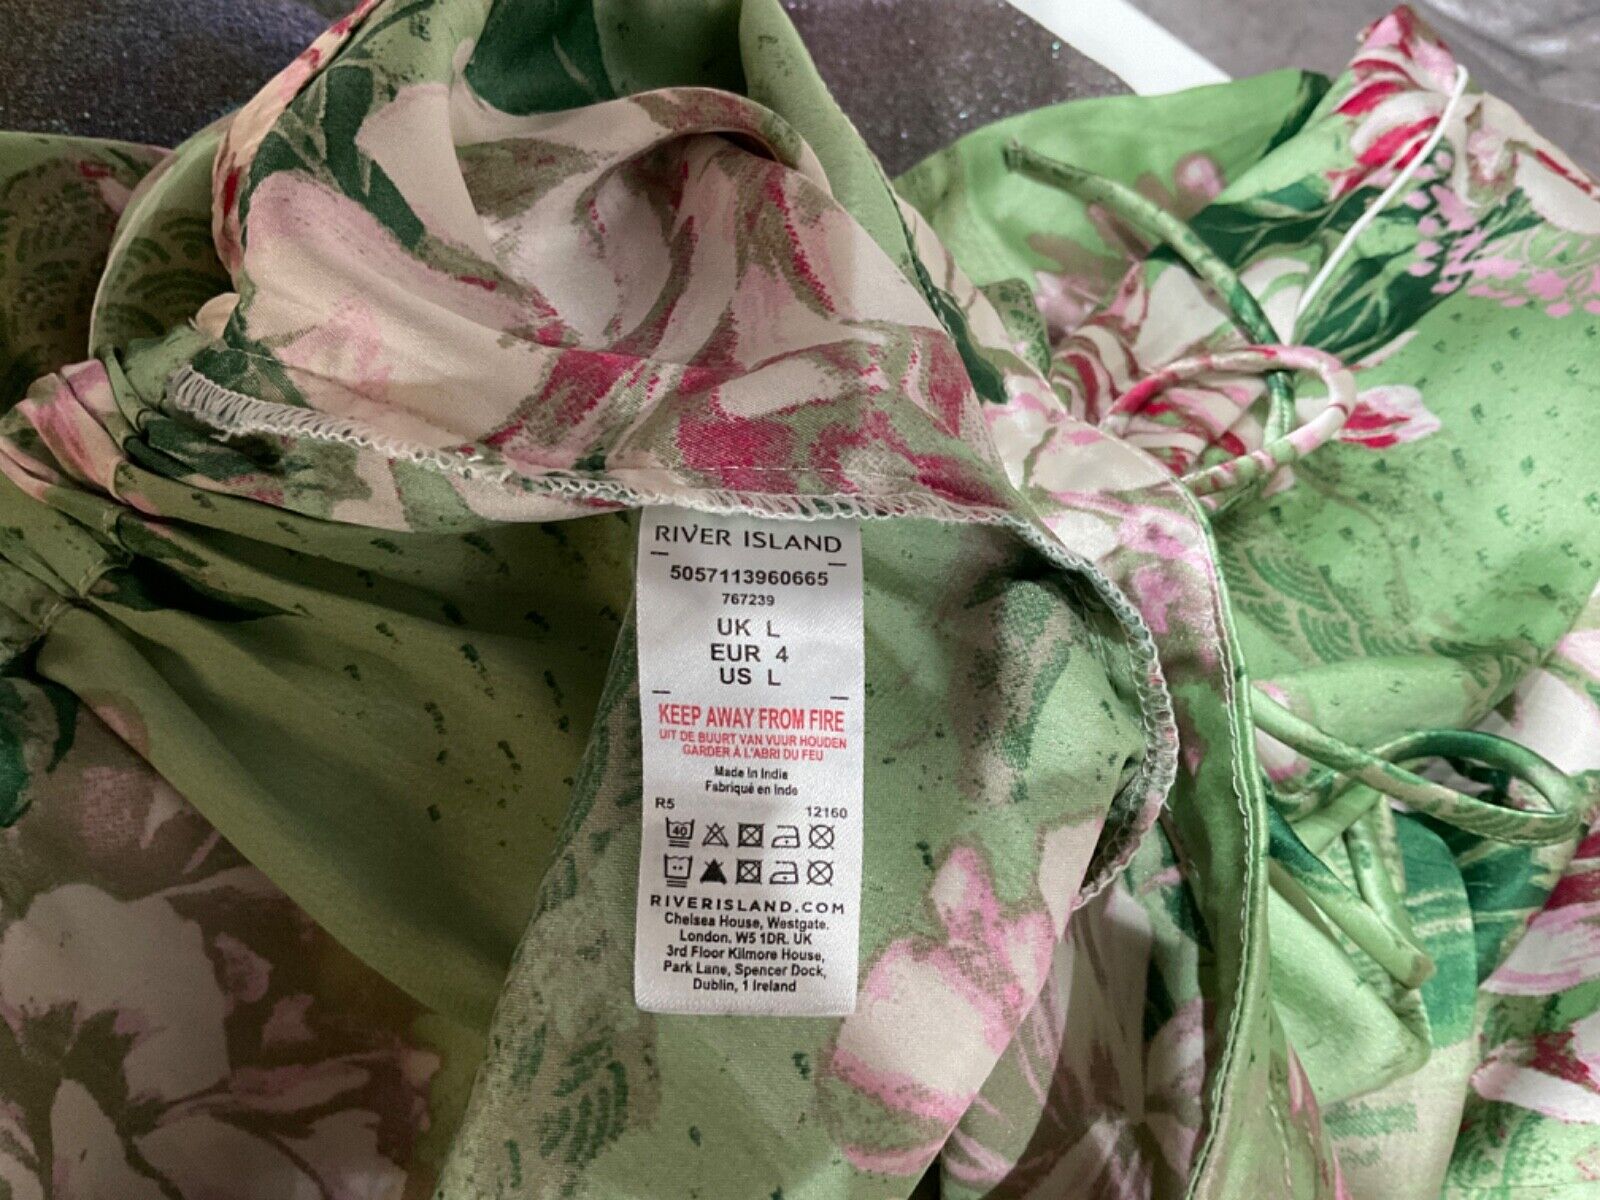 RIVER ISLAND
5057113960665
767239
UK L
EUR 4
US L
KEEP AWAY FROM FIRE
UIT DE BUURT VAN VUUR HOUDEN
GARDER À L'ABRI DU FEU
Made In India
Fabriqué en Inde
R5 12160
40
RIVERISLAND.COM
Chelsea House, Westgate,
London, W5 1DR. UK
3rd Floor Kilmore House,
Park Lane, Spencer Dock,
Dublin, 1 Ireland